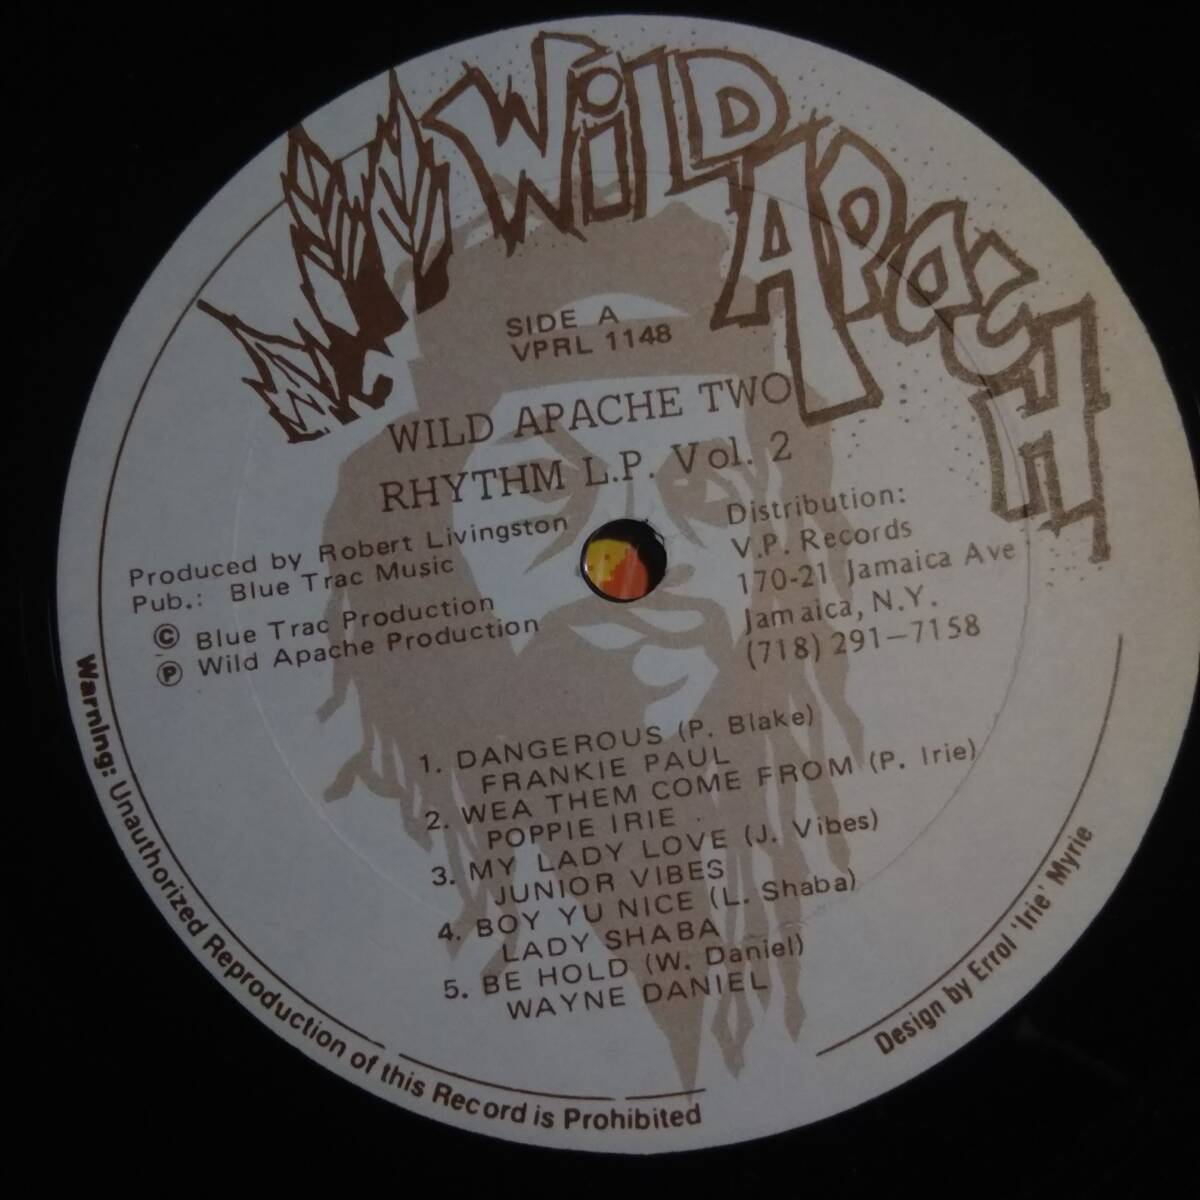 WILD APACH
SIDE A
VPRL 1148
WILD APACHE TWO
RHYTHM L.P. Vol. 2
Produced by Robert Livingston
Pub.: Blue Trac Music
© Blue Trac Production
℗ Wild Apache Production
Distribution:
V.P. Records
170-21 Jamaica Ave
Jamaica, N.Y.
(718) 291-7158
1. DANGEROUS (P. Blake)
FRANKIE PAUL
2. WEA THEM COME FROM (P. Irie)
POPPIE IRIE
3. MY LADY LOVE (J. Vibes)
JUNIOR VIBES
4. BOY YU NICE (L. Shaba)
LADY SHABA
5. BE HOLD (W. Daniel)
WAYNE DANIEL
Warning: Unauthorized Reproduction of this Record is Prohibited
Design by Errol 'Irie' Myrie